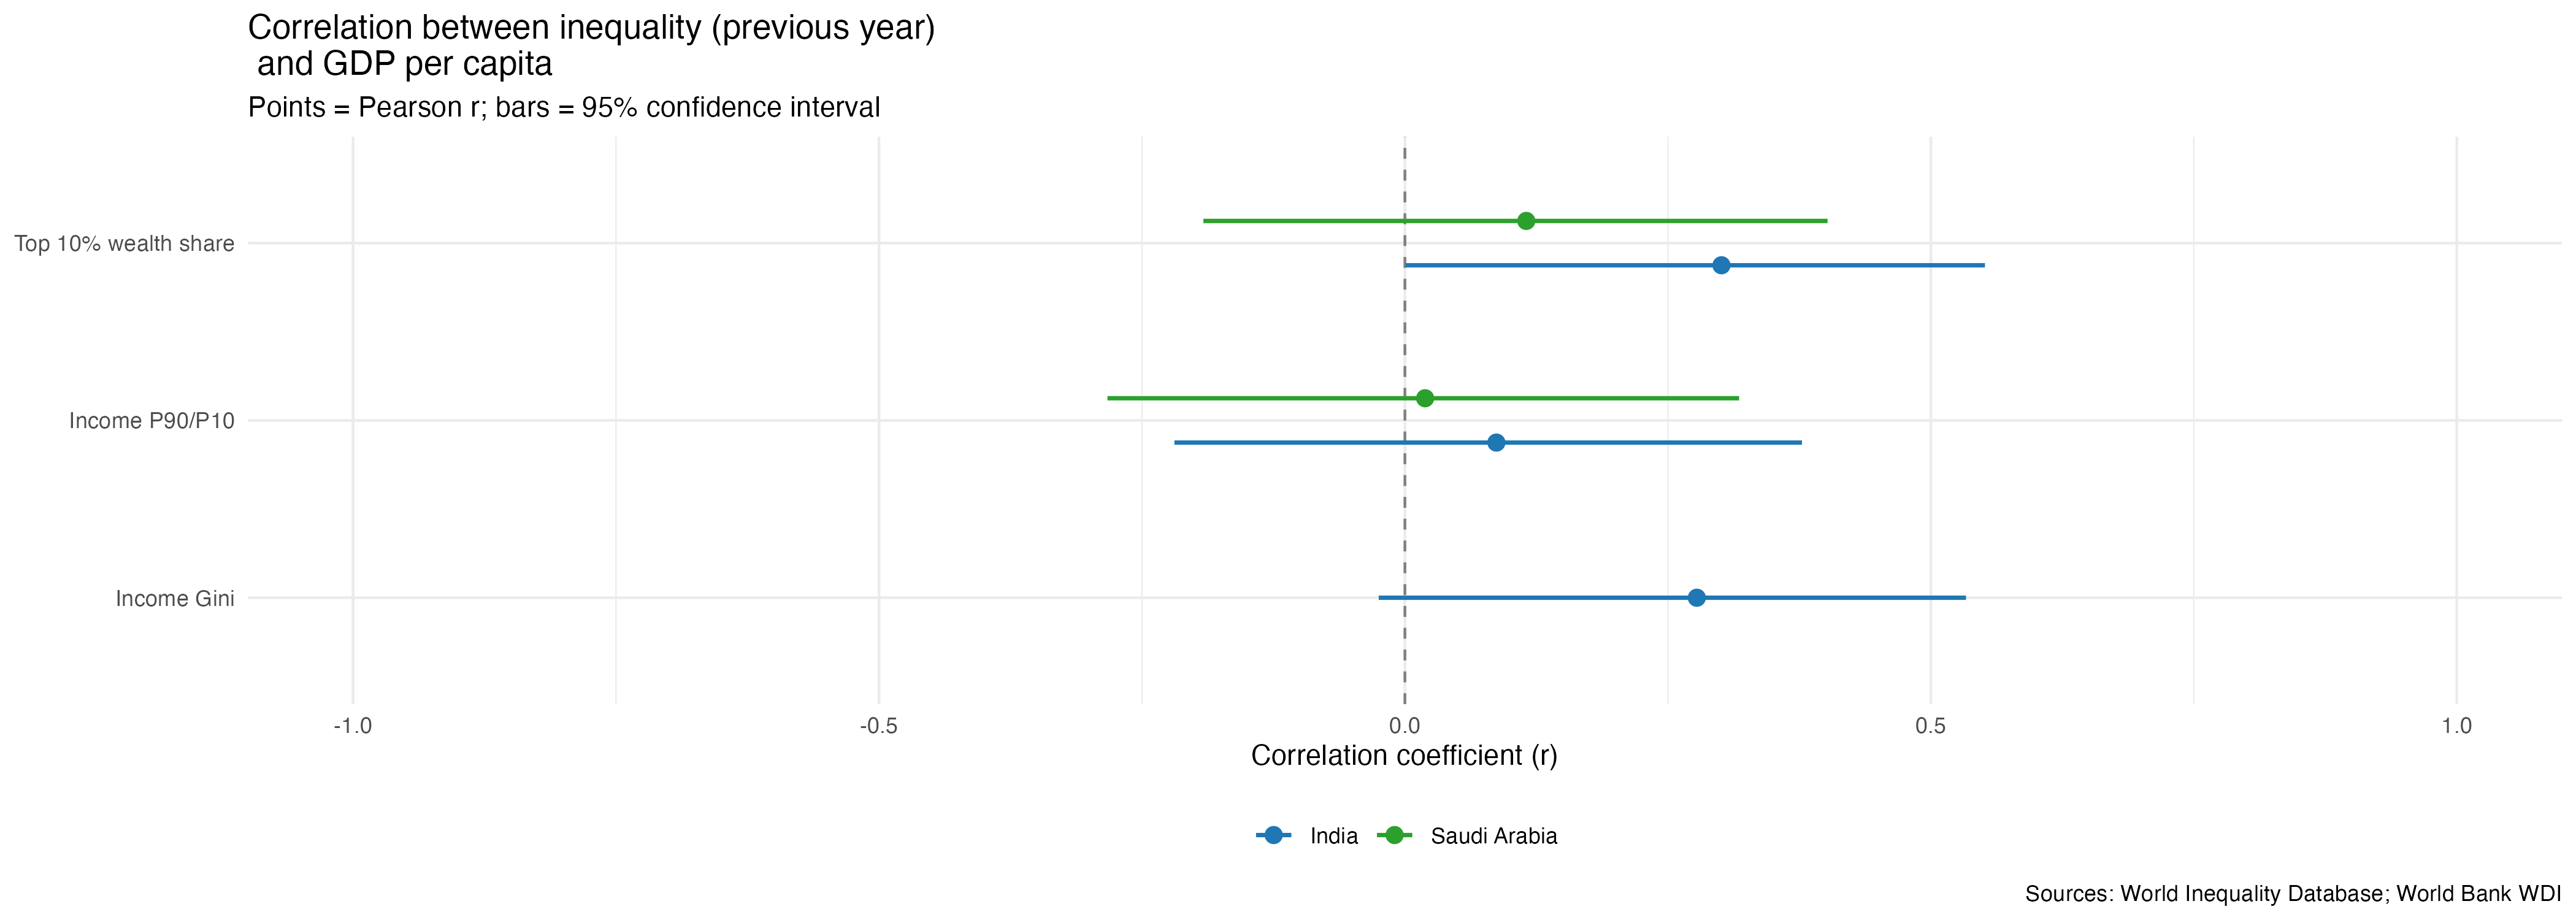 Correlation between inequality (previous year)
and GDP per capita
Points = Pearson r; bars = 95% confidence interval
Top 10% wealth share
Income P90/P10
Income Gini
-1.0 -0.5 0.0 0.5 1.0
Correlation coefficient (r)
India Saudi Arabia
Sources: World Inequality Database; World Bank WDI